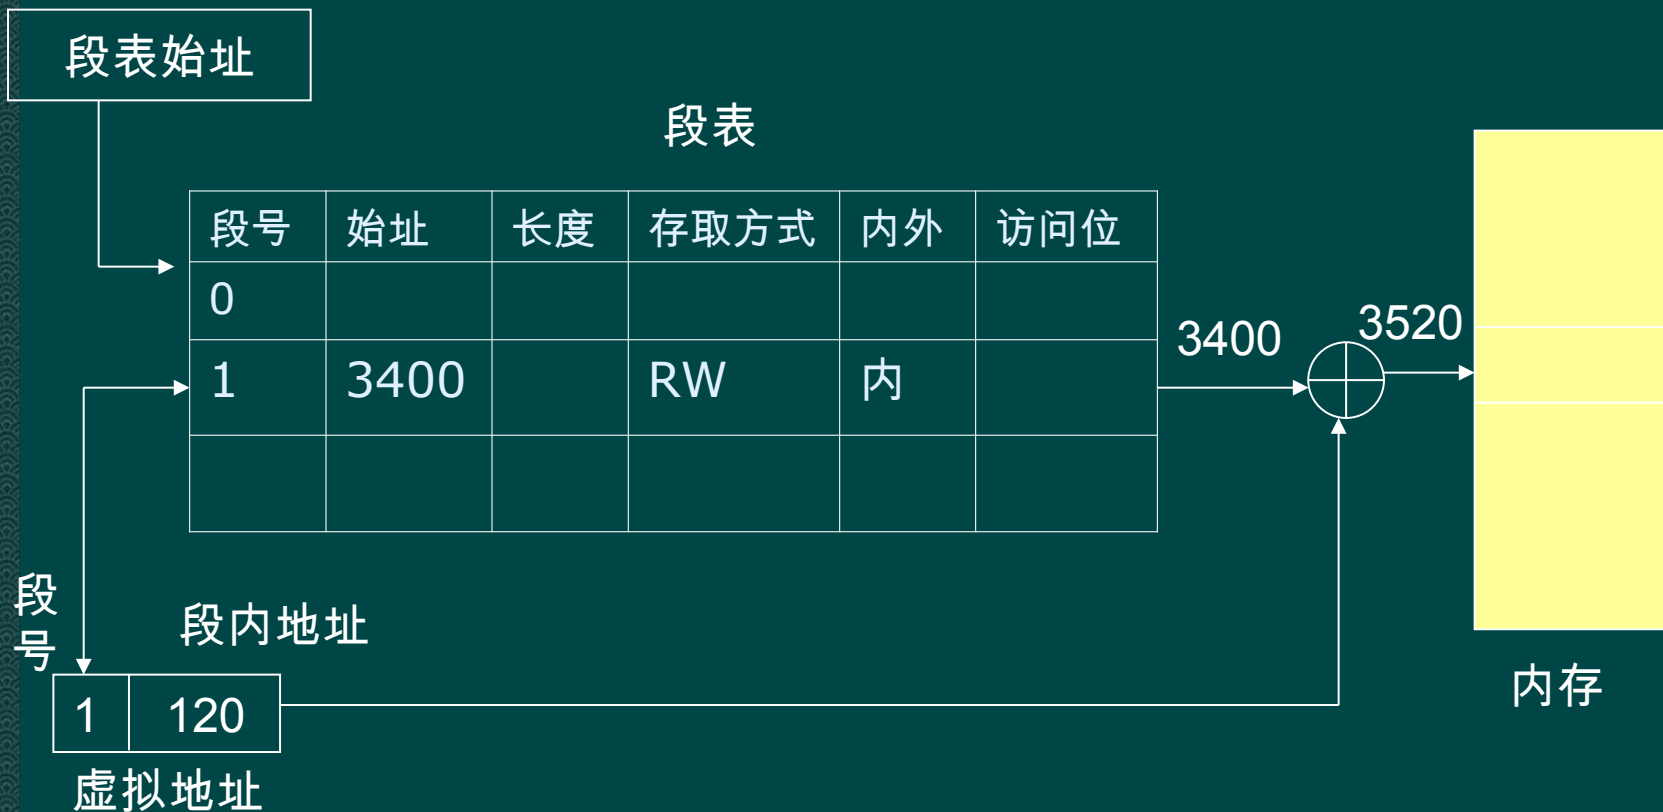 段表始址
段表
段号 始址 长度 存取方式 内外 访问位
0
1 3400 RW 内
3400
3520
段号
段内地址
1 120
虚拟地址
内存